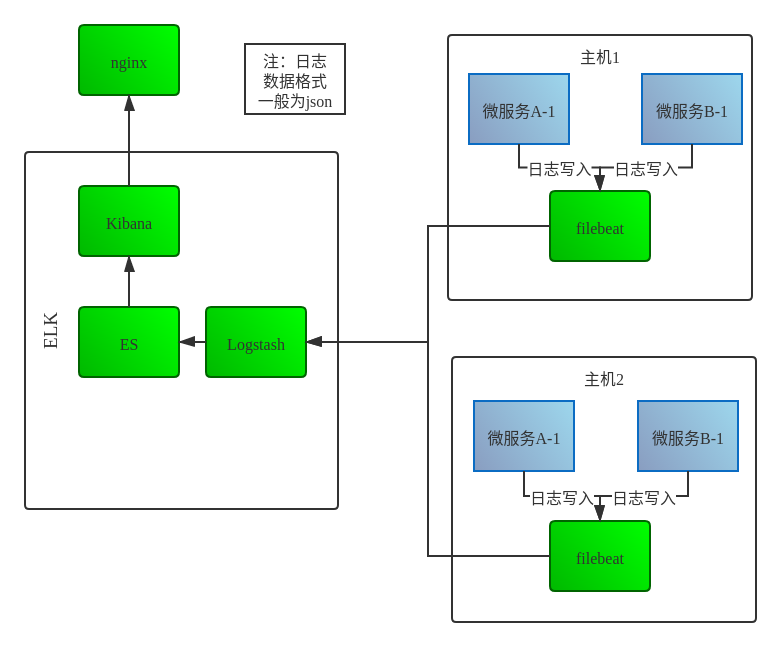 nginx
注：日志
数据格式
一般为json
Kibana
ELK
ES
Logstash
主机1
微服务A-1
微服务B-1
日志写入
日志写入
filebeat
主机2
微服务A-1
微服务B-1
日志写入
日志写入
filebeat